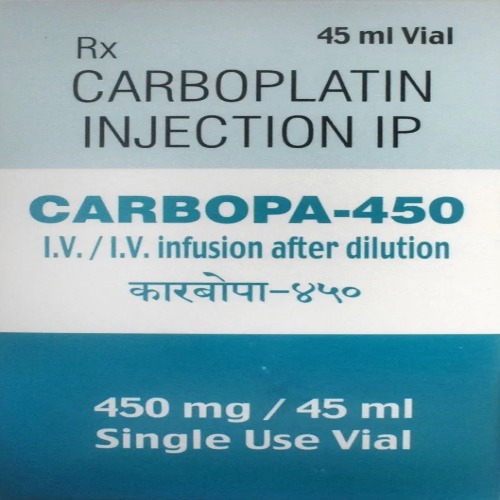 45 ml Vial
Rx
CARBOPLATIN
INJECTION IP
CARBOPA-450
I.V. / I.V. infusion after dilution
कारबोपा-४५०
450 mg / 45 ml
Single Use Vial